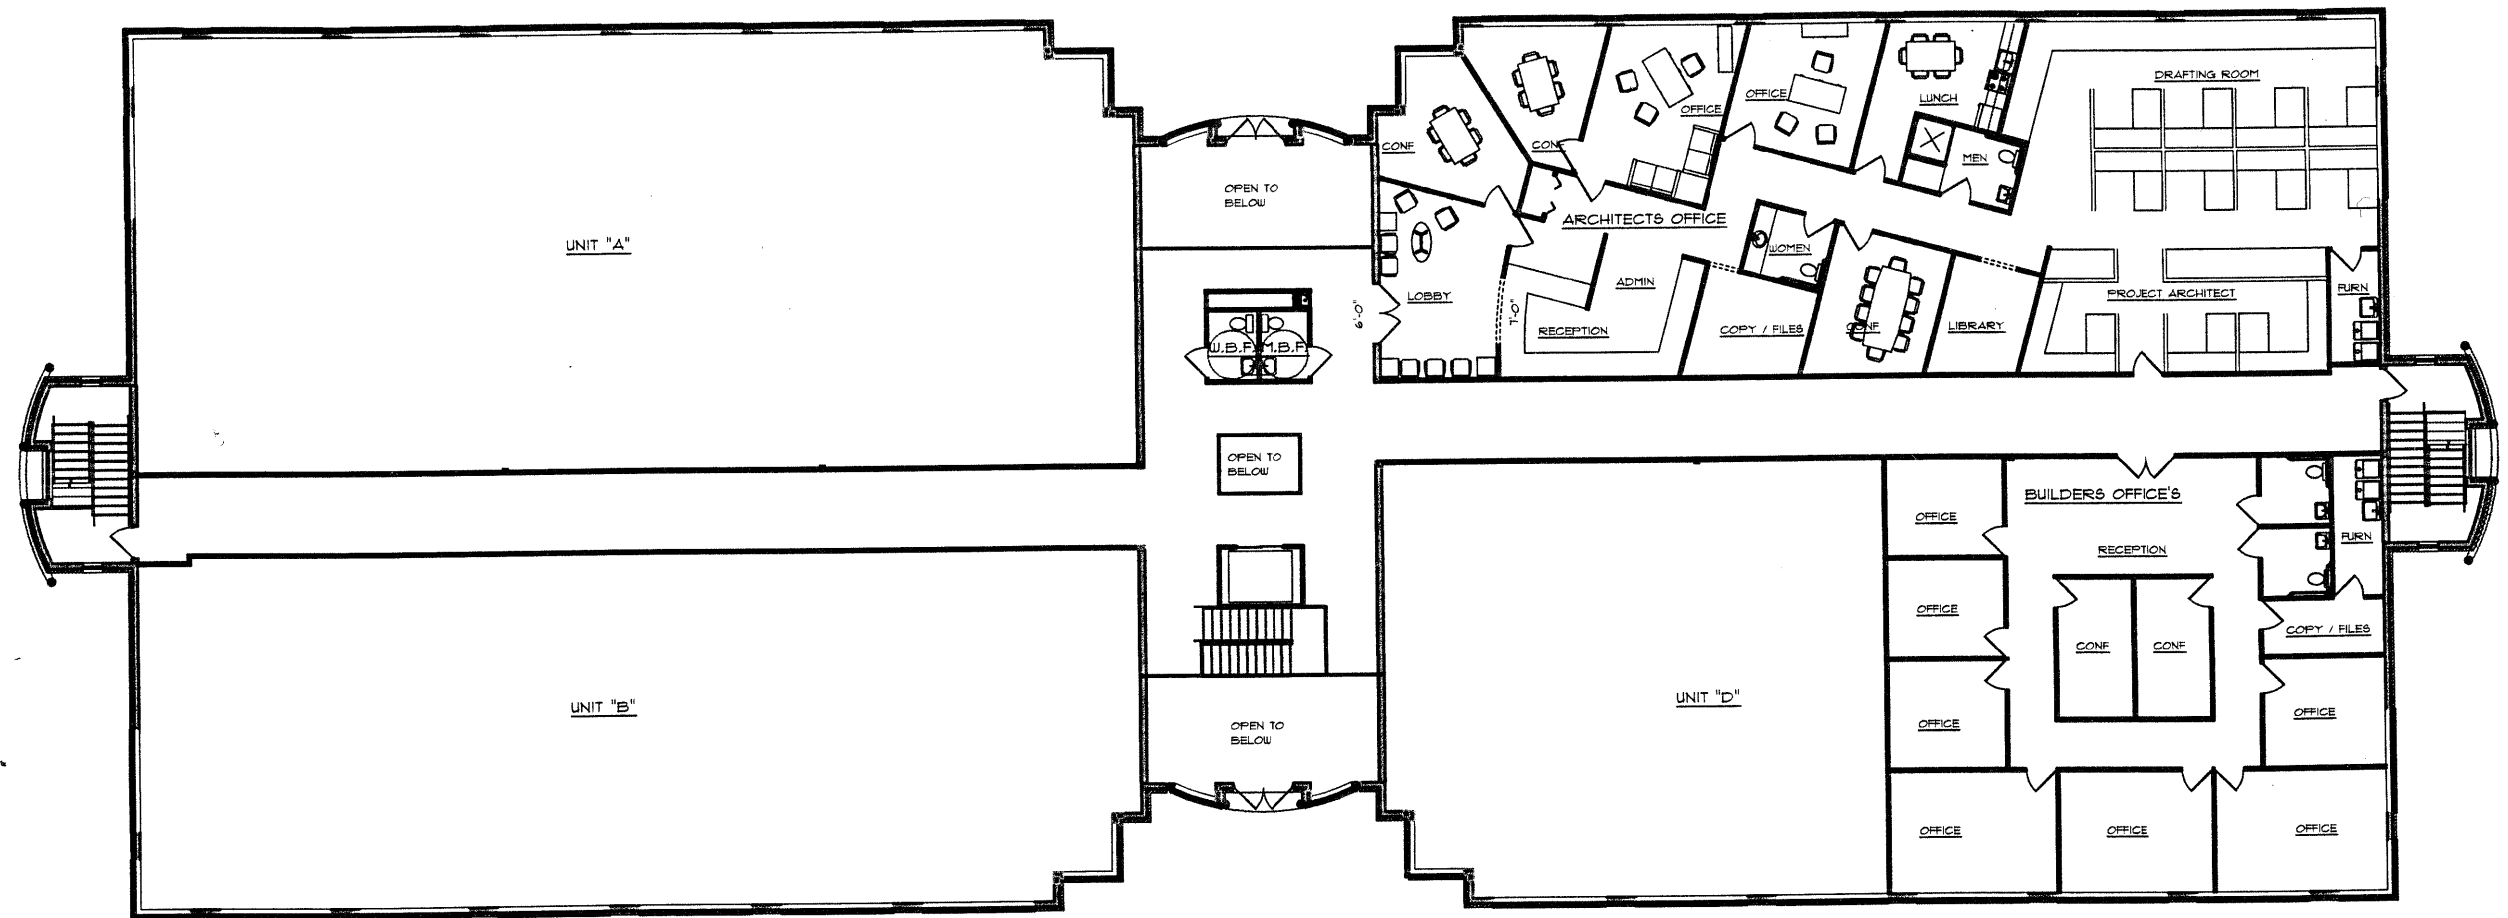 DRAFTING ROOM
OFFICE
LUNCH
OFFICE
CONF
CONF
MEN
OPEN TO
BELOW
ARCHITECTS OFFICE
UNIT "A"
WOMEN
ADMIN
FURN
LOBBY
PROJECT ARCHITECT
6'-0"
7'-0"
RECEPTION
COPY / FILES
CONF
LIBRARY
W.B.F.
M.B.F.
OPEN TO
BELOW
BUILDERS OFFICE'S
OFFICE
FURN
RECEPTION
OFFICE
COPY / FILES
CONF
CONF
UNIT "D"
UNIT "B"
OFFICE
OFFICE
OPEN TO
BELOW
OFFICE
OFFICE
OFFICE